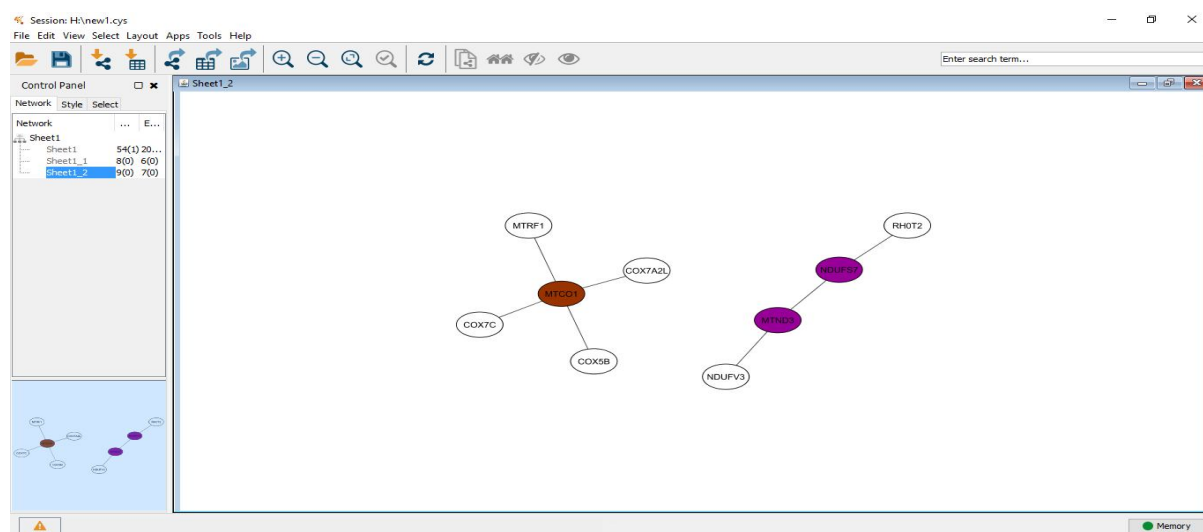 Session: H:\new1.cys
File Edit View Select Layout Apps Tools Help
Enter search term...
Control Panel
Sheet1_2
Network Style Select
Network ... E...
Sheet1
Sheet1 54(1) 20...
Sheet1_1 8(0) 6(0)
Sheet1_2 9(0) 7(0)
MTRF1
RH0T2
COX7A2L
NDUFS7
MTCO1
MTND3
COX7C
COX5B
NDUFV3
Memory